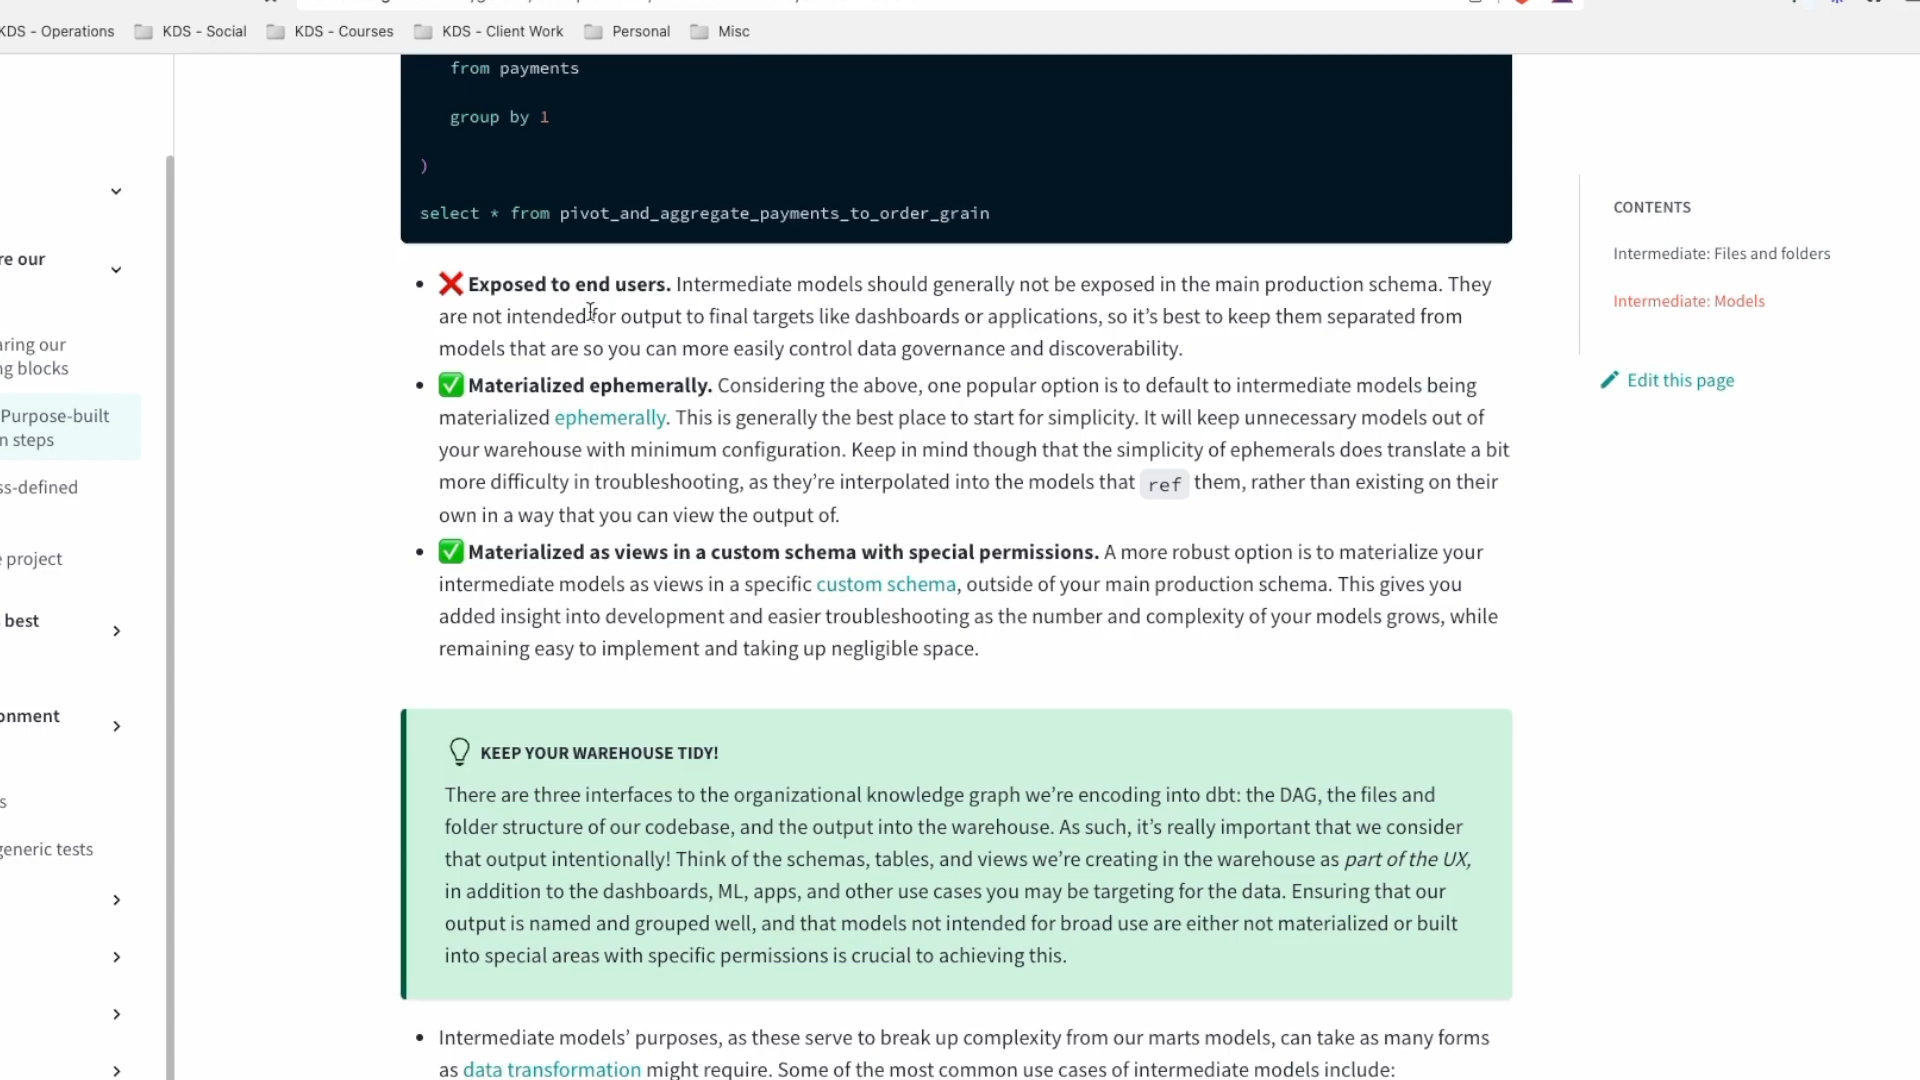 KDS - Operations
KDS - Social
KDS - Courses
KDS - Client Work
Personal
Misc
re our
aring our
ng blocks
Purpose-built
n steps
ss-defined
e project
best
onment
s
generic tests
from payments
group by 1
)
select * from pivot_and_aggregate_payments_to_order_grain
❌ Exposed to end users. Intermediate models should generally not be exposed in the main production schema. They
are not intended for output to final targets like dashboards or applications, so it’s best to keep them separated from
models that are so you can more easily control data governance and discoverability.
✅ Materialized ephemerally. Considering the above, one popular option is to default to intermediate models being
materialized ephemerally. This is generally the best place to start for simplicity. It will keep unnecessary models out of
your warehouse with minimum configuration. Keep in mind though that the simplicity of ephemerals does translate a bit
more difficulty in troubleshooting, as they’re interpolated into the models that ref them, rather than existing on their
own in a way that you can view the output of.
✅ Materialized as views in a custom schema with special permissions. A more robust option is to materialize your
intermediate models as views in a specific custom schema, outside of your main production schema. This gives you
added insight into development and easier troubleshooting as the number and complexity of your models grows, while
remaining easy to implement and taking up negligible space.
KEEP YOUR WAREHOUSE TIDY!
There are three interfaces to the organizational knowledge graph we’re encoding into dbt: the DAG, the files and
folder structure of our codebase, and the output into the warehouse. As such, it’s really important that we consider
that output intentionally! Think of the schemas, tables, and views we’re creating in the warehouse as part of the UX,
in addition to the dashboards, ML, apps, and other use cases you may be targeting for the data. Ensuring that our
output is named and grouped well, and that models not intended for broad use are either not materialized or built
into special areas with specific permissions is crucial to achieving this.
Intermediate models’ purposes, as these serve to break up complexity from our marts models, can take as many forms
as data transformation might require. Some of the most common use cases of intermediate models include:
CONTENTS
Intermediate: Files and folders
Intermediate: Models
Edit this page